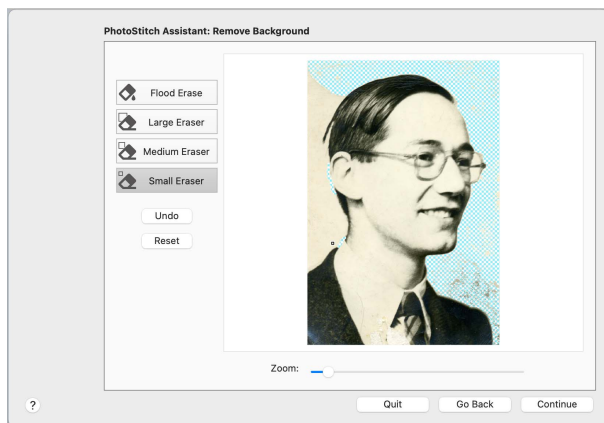 PhotoStitch Assistant: Remove Background
Flood Erase
Large Eraser
Medium Eraser
Small Eraser
Undo
Reset
Zoom:
?
Quit
Go Back
Continue